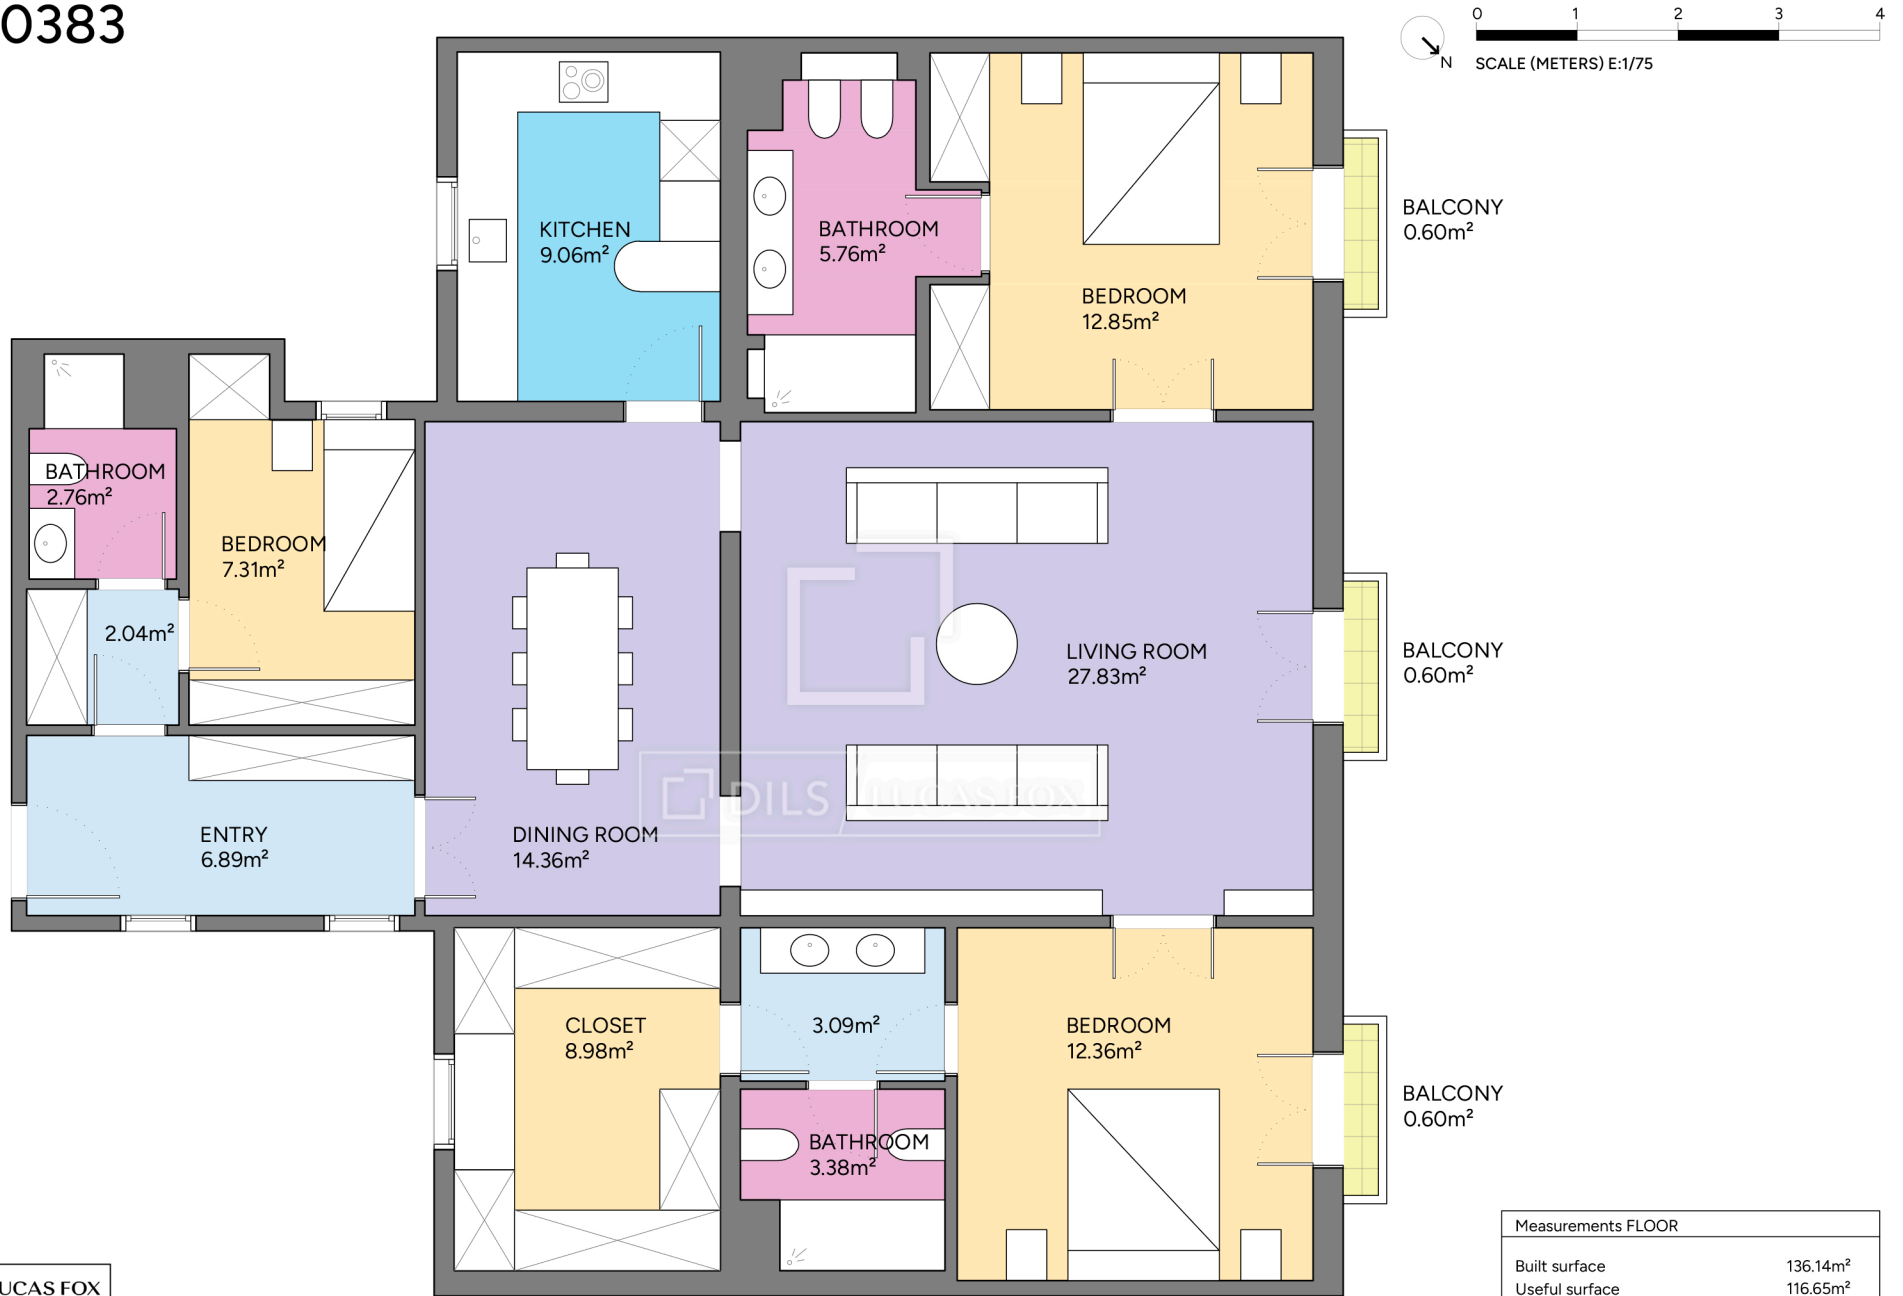 0383
0 1 2 3 4
N
SCALE (METERS) E:1/75
KITCHEN
9.06m²
BATHROOM
5.76m²
BEDROOM
12.85m²
BALCONY
0.60m²
BATHROOM
2.76m²
BEDROOM
7.31m²
2.04m²
LIVING ROOM
27.83m²
BALCONY
0.60m²
DILS LUCAS FOX
ENTRY
6.89m²
DINING ROOM
14.36m²
CLOSET
8.98m²
3.09m²
BEDROOM
12.36m²
BALCONY
0.60m²
BATHROOM
3.38m²
Measurements FLOOR
Built surface 136.14m²
Useful surface 116.65m²
UCAS FOX